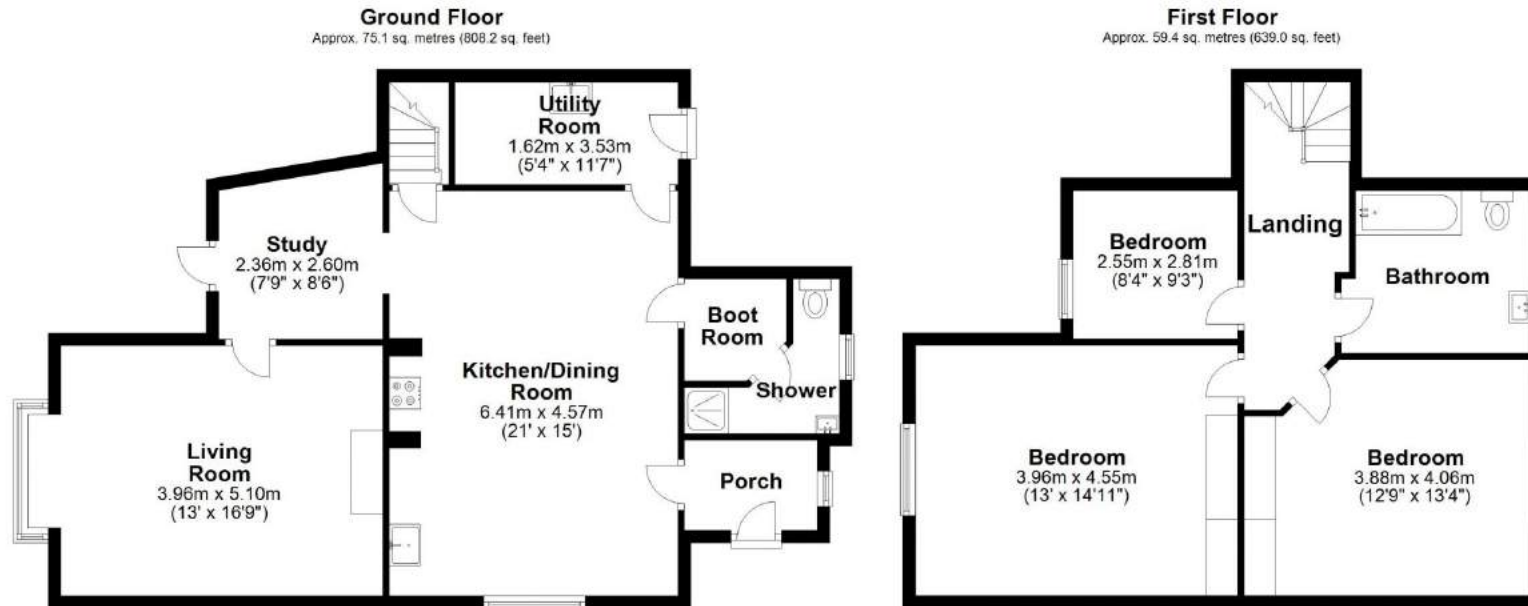 Ground Floor
Approx. 75.1 sq. metres (808.2 sq. feet)
Utility
Room
1.62m x 3.53m
(5'4" x 11'7")
Study
2.36m x 2.60m
(7'9" x 8'6")
Boot
Room
Kitchen/Dining
Room
6.41m x 4.57m
(21' x 15')
Shower
Living
Room
3.96m x 5.10m
(13' x 16'9")
Porch
First Floor
Approx. 59.4 sq. metres (639.0 sq. feet)
Landing
Bedroom
2.55m x 2.81m
(8'4" x 9'3")
Bathroom
Bedroom
3.96m x 4.55m
(13' x 14'11")
Bedroom
3.88m x 4.06m
(12'9" x 13'4")